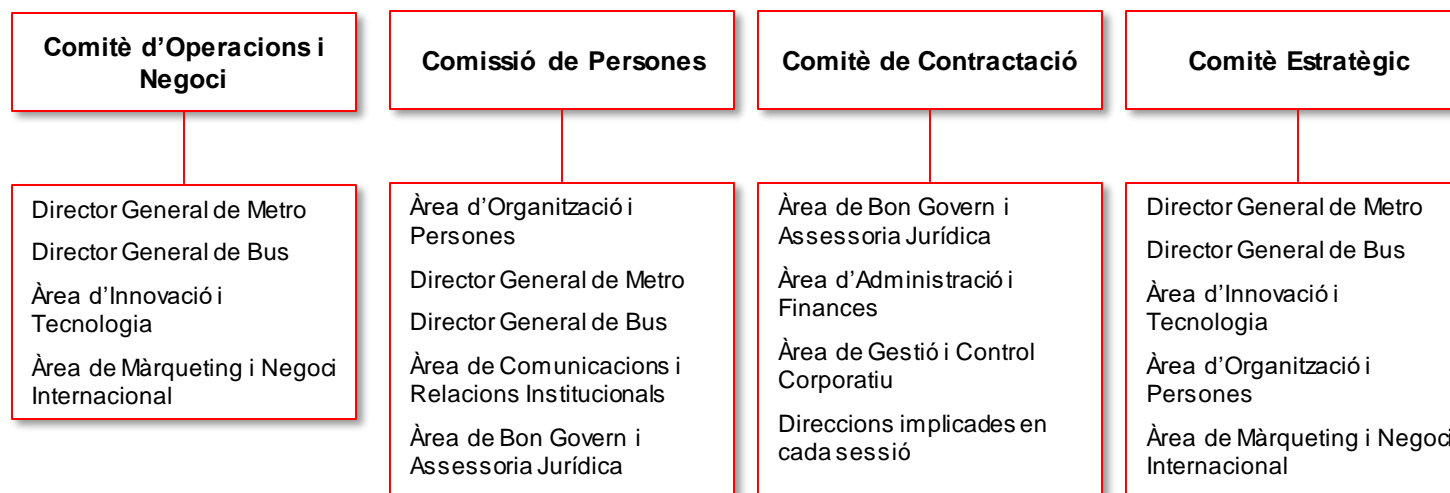 Comitè d’Operacions i
Negoci
Director General de Metro
Director General de Bus
Àrea d’Innovació i
Tecnologia
Àrea de Màrqueting i Negoci
Internacional
Comissió de Persones
Àrea d’Organització i
Persones
Director General de Metro
Director General de Bus
Àrea de Comunicacions i
Relacions Institucionals
Àrea de Bon Govern i
Assessoria Jurídica
Comitè de Contractació
Àrea de Bon Govern i
Assessoria Jurídica
Àrea d’Administració i
Finances
Àrea de Gestió i Control
Corporatiu
Direccions implicades en
cada sessió
Comitè Estratègic
Director General de Metro
Director General de Bus
Àrea d’Innovació i
Tecnologia
Àrea d’Organització i
Persones
Àrea de Màrqueting i Negoci
Internacional